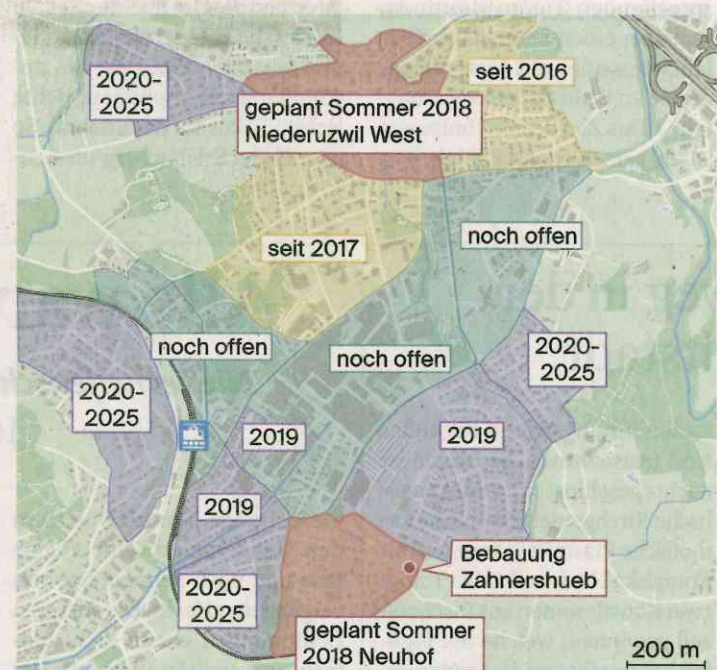 2020-
2025
geplant Sommer 2018
Niederuzwil West
seit 2016
seit 2017
noch offen
noch offen
noch offen
2020-
2025
2020-
2025
2019
2019
2019
2020-
2025
Bebauung
Zahnershueb
geplant Sommer
2018 Neuhof
200 m